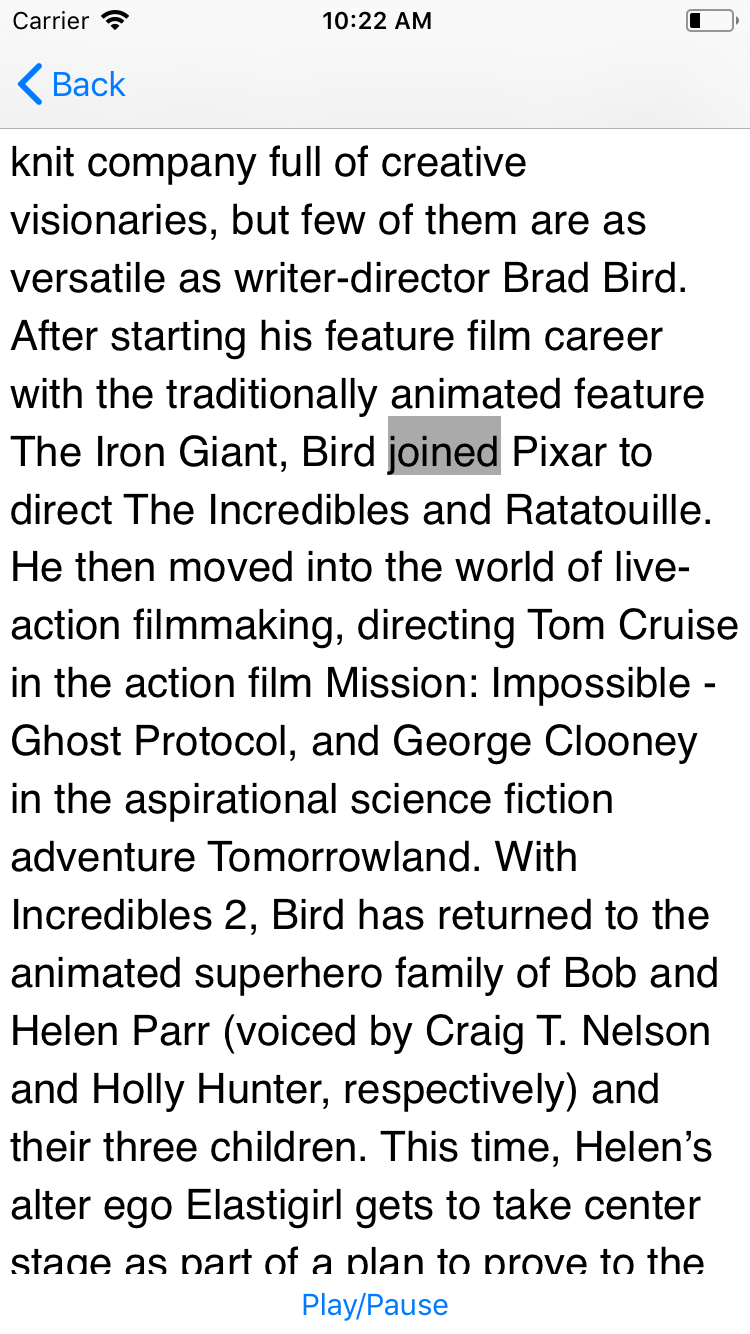 Carrier 10:22 AM
Back
knit company full of creative
visionaries, but few of them are as
versatile as writer-director Brad Bird.
After starting his feature film career
with the traditionally animated feature
The Iron Giant, Bird joined Pixar to
direct The Incredibles and Ratatouille.
He then moved into the world of live-
action filmmaking, directing Tom Cruise
in the action film Mission: Impossible -
Ghost Protocol, and George Clooney
in the aspirational science fiction
adventure Tomorrowland. With
Incredibles 2, Bird has returned to the
animated superhero family of Bob and
Helen Parr (voiced by Craig T. Nelson
and Holly Hunter, respectively) and
their three children. This time, Helen’s
alter ego Elastigirl gets to take center
stage as part of a plan to prove to the
Play/Pause